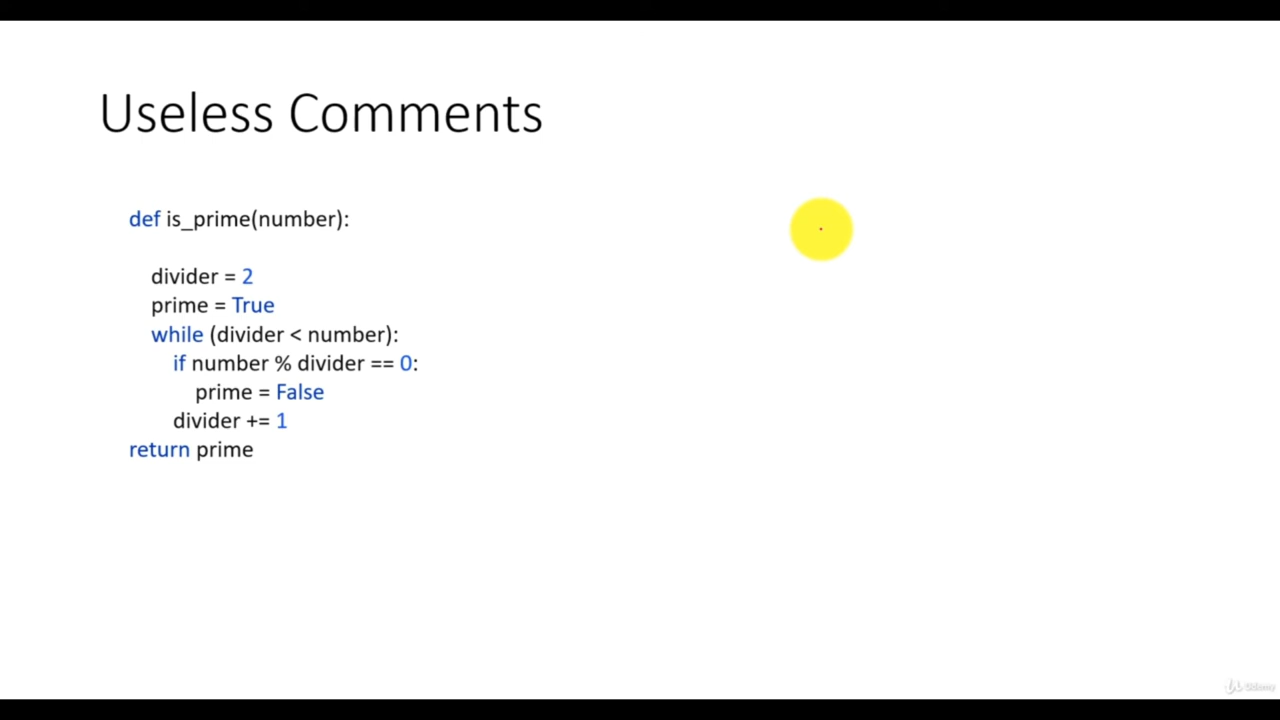 Useless Comments
def is_prime(number):
divider = 2
prime = True
while (divider < number):
if number % divider == 0:
prime = False
divider += 1
return prime
Udemy